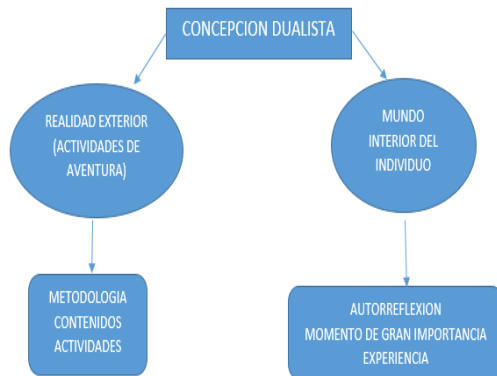 CONCEPCION DUALISTA
REALIDAD EXTERIOR
(ACTIVIDADES DE
AVENTURA)
MUNDO
INTERIOR DEL
INDIVIDUO
METODOLOGIA
CONTENIDOS
ACTIVIDADES
AUTORREFLEXION
MOMENTO DE GRAN IMPORTANCIA
EXPERIENCIA